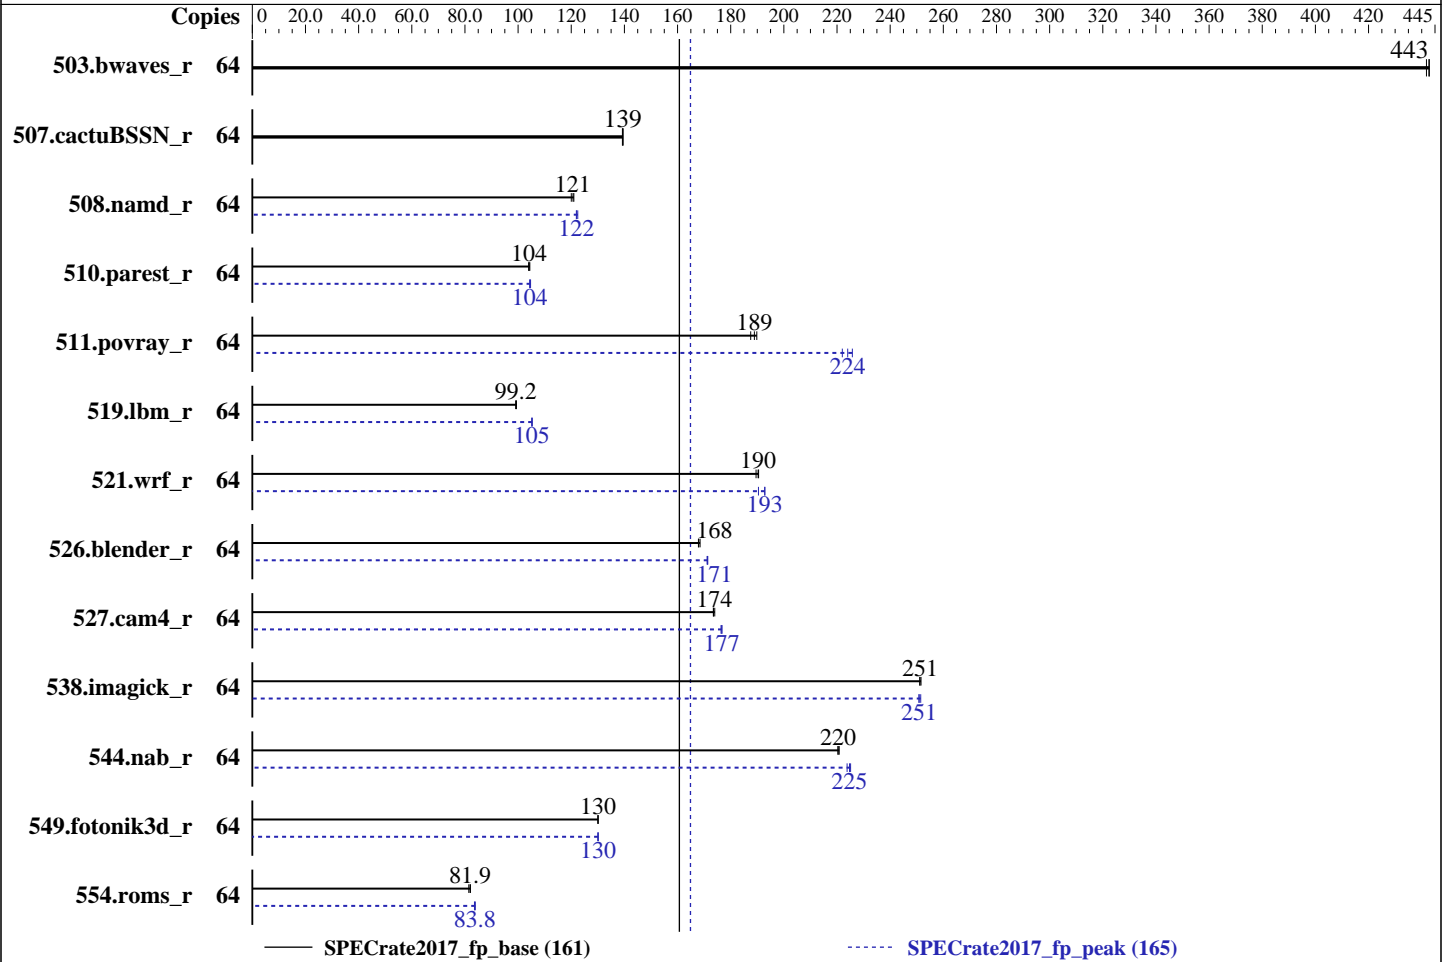 Copies 0 20.0 40.0 60.0 80.0 100 120 140 160 180 200 220 240 260 280 300 320 340 360 380 400 420 445
443
503.bwaves_r 64
139
507.cactuBSSN_r 64
121
508.namd_r 64
122
104
510.parest_r 64
104
189
511.povray_r 64
224
99.2
519.lbm_r 64
105
190
521.wrf_r 64
193
168
526.blender_r 64
171
174
527.cam4_r 64
177
251
538.imagick_r 64
251
220
544.nab_r 64
225
130
549.fotonik3d_r 64
130
81.9
554.roms_r 64
83.8
SPECrate2017_fp_base (161) SPECrate2017_fp_peak (165)